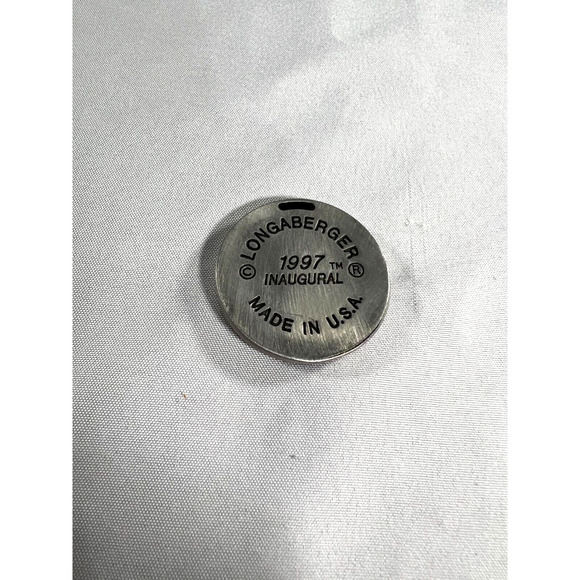 © LONGABERGER ®
1997 ™
INAUGURAL
MADE IN U.S.A.